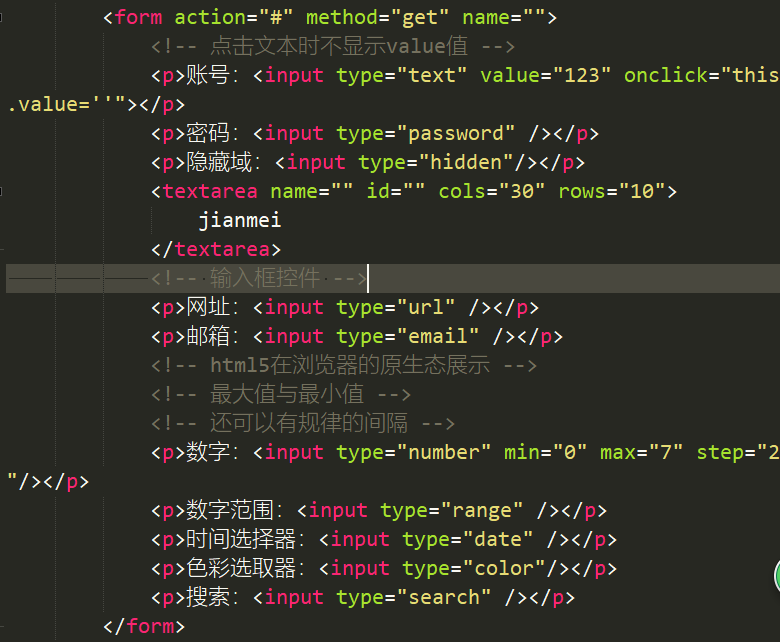 <form action="#" method="get" name="">
<!-- 点击文本时不显示value值 -->
<p>账号：<input type="text" value="123" onclick="this
.value=''"></p>
<p>密码：<input type="password" /></p>
<p>隐藏域：<input type="hidden"/></p>
<textarea name="" id="" cols="30" rows="10">
jianmei
</textarea>
<!-- 输入框控件 -->
<p>网址：<input type="url" /></p>
<p>邮箱：<input type="email" /></p>
<!-- html5在浏览器的原生态展示 -->
<!-- 最大值与最小值 -->
<!-- 还可以有规律的间隔 -->
<p>数字：<input type="number" min="0" max="7" step="2
"/></p>
<p>数字范围：<input type="range" /></p>
<p>时间选择器：<input type="date" /></p>
<p>色彩选取器：<input type="color"/></p>
<p>搜索：<input type="search" /></p>
</form>